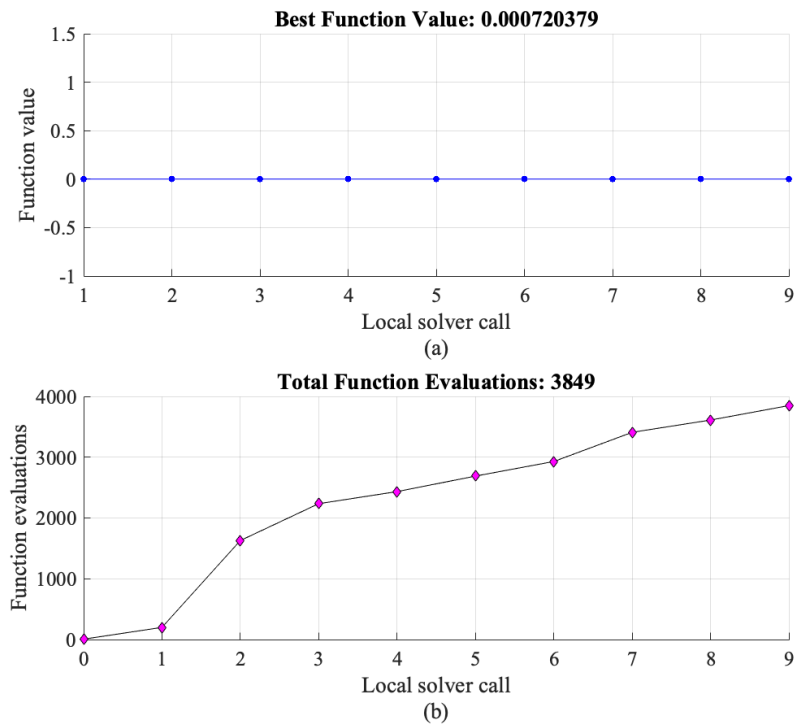 Best Function Value: 0.000720379
1.5
1
0.5
0
-0.5
-1
Function value
1 2 3 4 5 6 7 8 9
Local solver call
(a)
Total Function Evaluations: 3849
4000
3000
2000
1000
0
Function evaluations
0 1 2 3 4 5 6 7 8 9
Local solver call
(b)